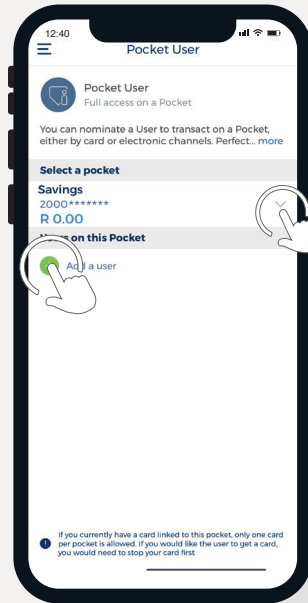 12:40
Pocket User
Pocket User
Full access on a Pocket
You can nominate a User to transact on a Pocket,
either by card or electronic channels. Perfect... more
Select a pocket
Savings
2000*******
R 0.00
Users on this Pocket
Add a user
If you currently have a card linked to this pocket, only one card
per pocket is allowed. If you would like the user to get a card,
you would need to stop your card first